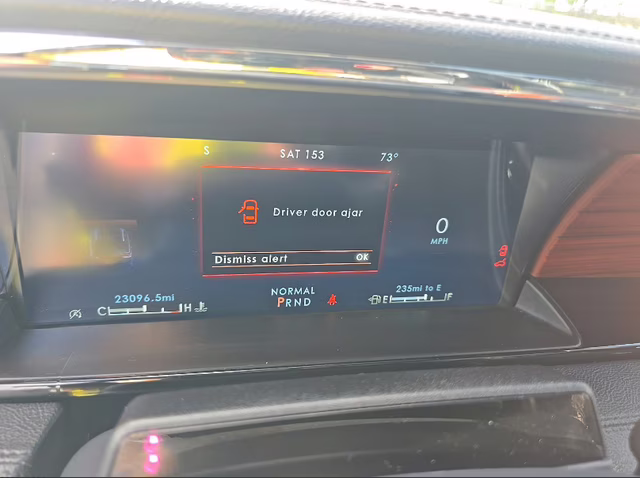 S
SAT 153
73°
Driver door ajar
0
MPH
Dismiss alert OK
23096.5mi
C H
NORMAL
PRND
235mi to E
E F